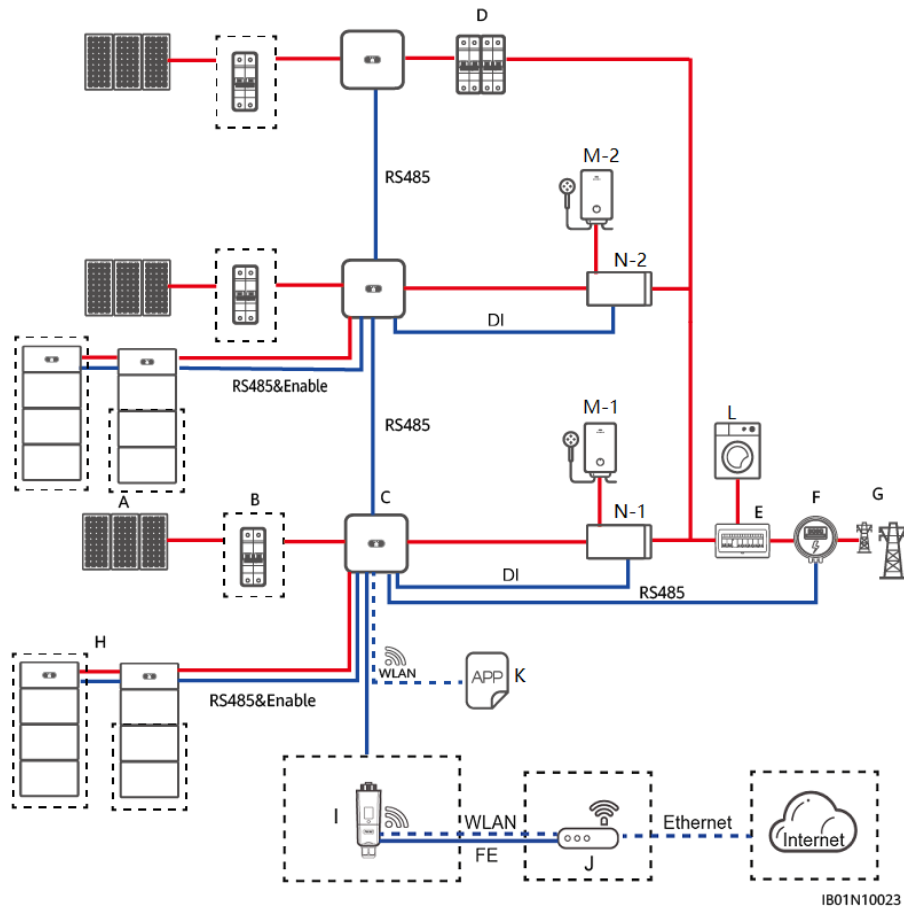 D
RS485
M-2
N-2
DI
RS485&Enable
RS485
M-1
L
A
B
C
N-1
E
F
G
DI
RS485
H
WLAN
APP
K
RS485&Enable
I
WLAN
FE
J
Ethernet
Internet
IB01N10023